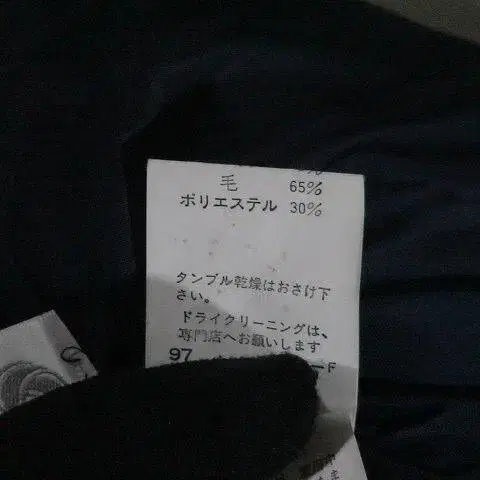 毛 65%
ポリエステル 30%
タンブル乾燥はおさけ下
さい。
ドライクリーニングは、
専門店へお願いします
97